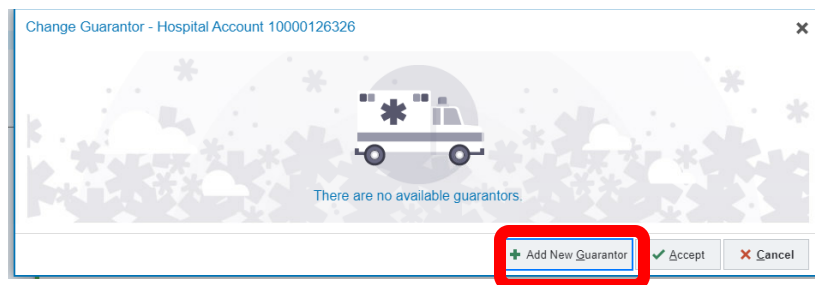 Change Guarantor - Hospital Account 10000126326
There are no available guarantors.
Add New Guarantor Accept Cancel